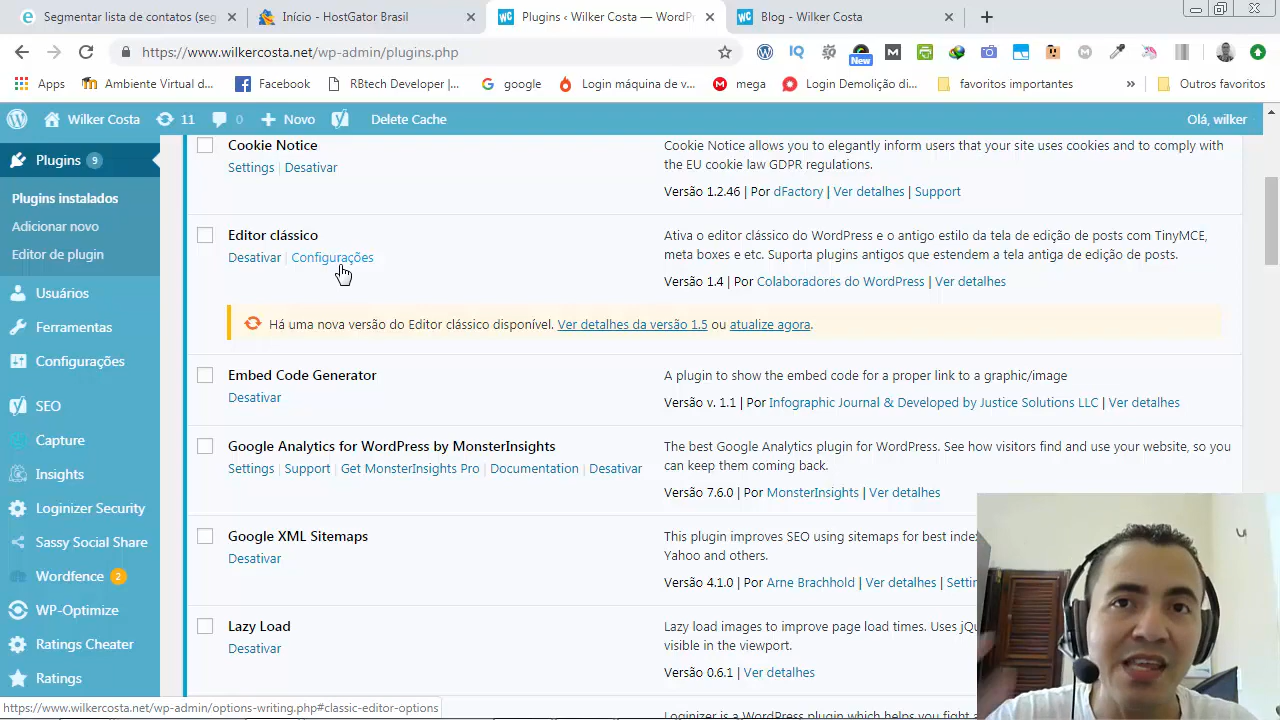 Segmentar lista de contatos (seg
Início - HostGator Brasil
Plugins ‹ Wilker Costa — WordPr
Blog - Wilker Costa
https://www.wilkercosta.net/wp-admin/plugins.php
New
Apps
Ambiente Virtual d...
Facebook
RBtech Developer |...
google
Login máquina de v...
mega
Login Demolição di...
favoritos importantes
»
Outros favoritos
Wilker Costa
11
0
Novo
Delete Cache
Olá, wilker
Plugins 9
Plugins instalados
Adicionar novo
Editor de plugin
Usuários
Ferramentas
Configurações
SEO
Capture
Insights
Loginizer Security
Sassy Social Share
Wordfence 2
WP-Optimize
Ratings Cheater
Ratings
Cookie Notice
Settings | Desativar
Cookie Notice allows you to elegantly inform users that your site uses cookies and to comply with
the EU cookie law GDPR regulations.
Versão 1.2.46 | Por dFactory | Ver detalhes | Support
Editor clássico
Desativar | Configurações
Ativa o editor clássico do WordPress e o antigo estilo da tela de edição de posts com TinyMCE,
meta boxes e etc. Suporta plugins antigos que estendem a tela antiga de edição de posts.
Versão 1.4 | Por Colaboradores do WordPress | Ver detalhes
Há uma nova versão do Editor clássico disponível. Ver detalhes da versão 1.5 ou atualize agora.
Embed Code Generator
Desativar
A plugin to show the embed code for a proper link to a graphic/image
Versão v. 1.1 | Por Infographic Journal & Developed by Justice Solutions LLC | Ver detalhes
Google Analytics for WordPress by MonsterInsights
Settings | Support | Get MonsterInsights Pro | Documentation | Desativar
The best Google Analytics plugin for WordPress. See how visitors find and use your website, so you
can keep them coming back.
Versão 7.6.0 | Por MonsterInsights | Ver detalhes
Google XML Sitemaps
Desativar
This plugin improves SEO using sitemaps for best inde
Yahoo and others.
Versão 4.1.0 | Por Arne Brachhold | Ver detalhes | Settin
Lazy Load
Desativar
Lazy load images to improve page load times. Uses jQu
visible in the viewport.
Versão 0.6.1 | Ver detalhes
Loginizer is a WordPress plugin which helps you fight a
https://www.wilkercosta.net/wp-admin/options-writing.php#classic-editor-options